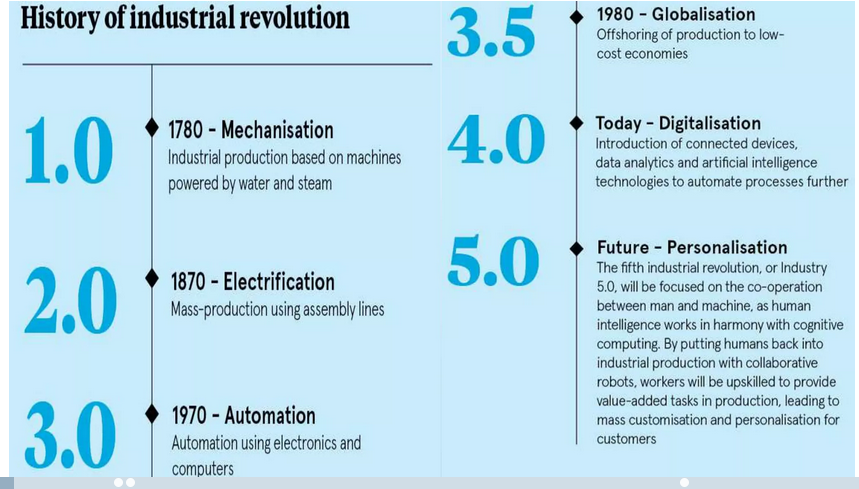 History of industrial revolution
1.0
1780 – Mechanisation
Industrial production based on machines
powered by water and steam
2.0
1870 – Electrification
Mass-production using assembly lines
3.0
1970 – Automation
Automation using electronics and
computers
3.5
1980 – Globalisation
Offshoring of production to low-
cost economies
4.0
Today – Digitalisation
Introduction of connected devices,
data analytics and artificial intelligence
technologies to automate processes further
5.0
Future – Personalisation
The fifth industrial revolution, or Industry
5.0, will be focused on the co-operation
between man and machine, as human
intelligence works in harmony with cognitive
computing. By putting humans back into
industrial production with collaborative
robots, workers will be upskilled to provide
value-added tasks in production, leading to
mass customisation and personalisation for
customers